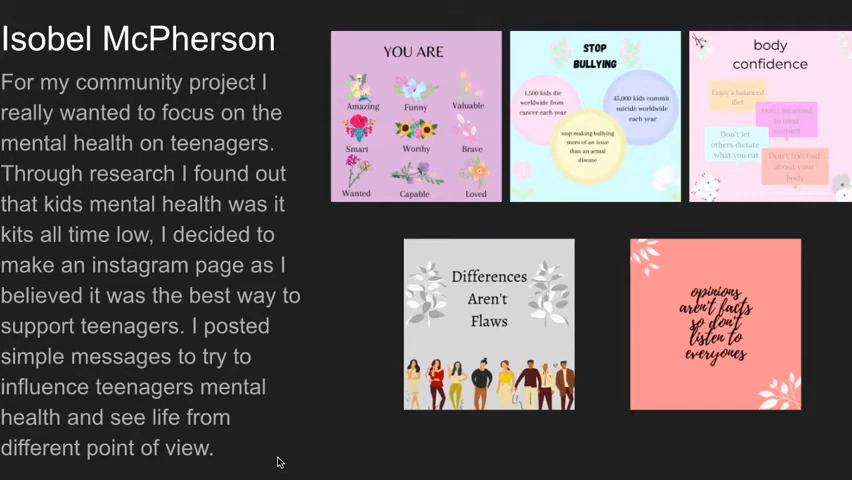 Isobel McPherson
For my community project I
really wanted to focus on the
mental health on teenagers.
Through research I found out
that kids mental health was it
kits all time low, I decided to
make an instagram page as I
believed it was the best way to
support teenagers. I posted
simple messages to try to
influence teenagers mental
health and see life from
different point of view.
YOU ARE
Amazing
Funny
Valuable
Smart
Worthy
Brave
Wanted
Capable
Loved
STOP
BULLYING
1,500 kids die
worldwide from
cancer each year
45,000 kids commit
suicide worldwide
each year
stop making bullying
more of an issue
than an actual
disease
body
confidence
Enjoy a balanced
diet
Don't let
others dictate
what you eat
Don't feel bad
about your
body
Differences
Aren't
Flaws
opinions
aren't facts
so don't
listen to
everyones